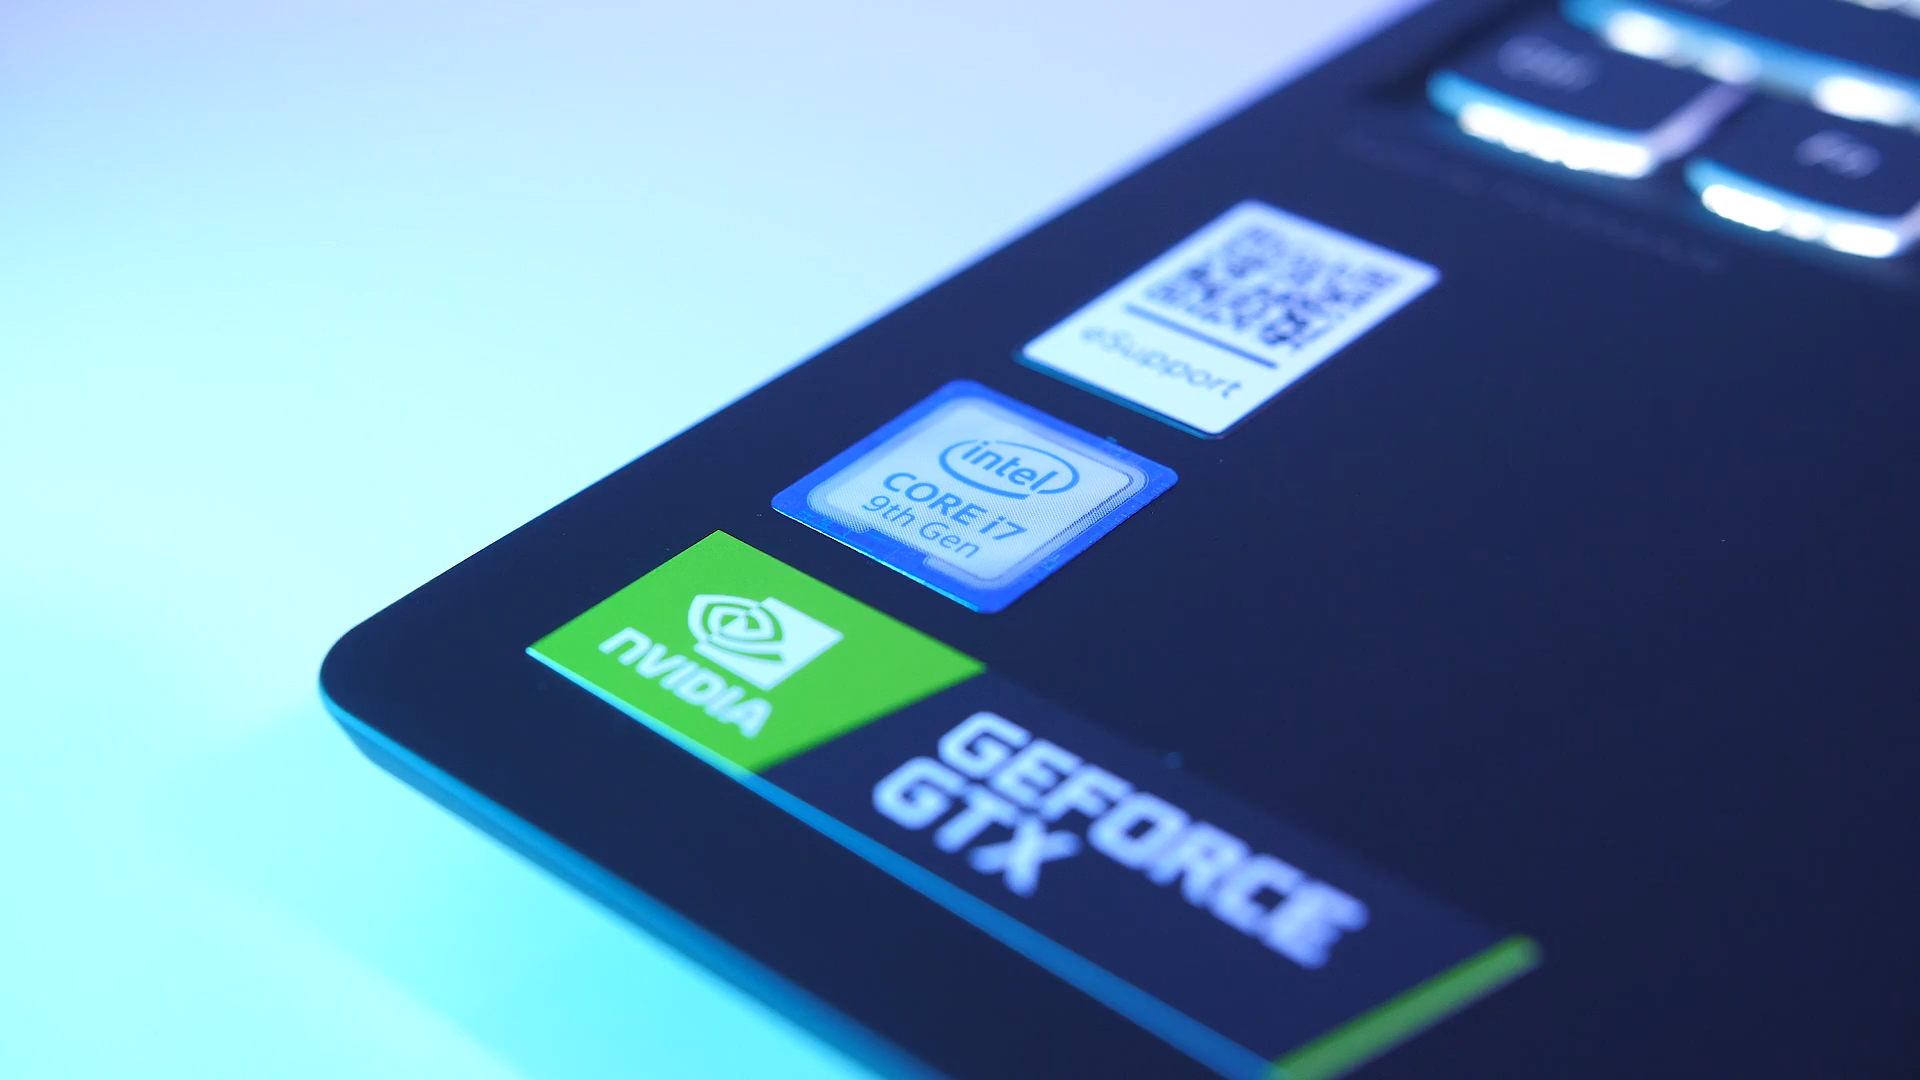 eSupport
intel
CORE i7
9th Gen
nVIDIA
GEFORCE
GTX